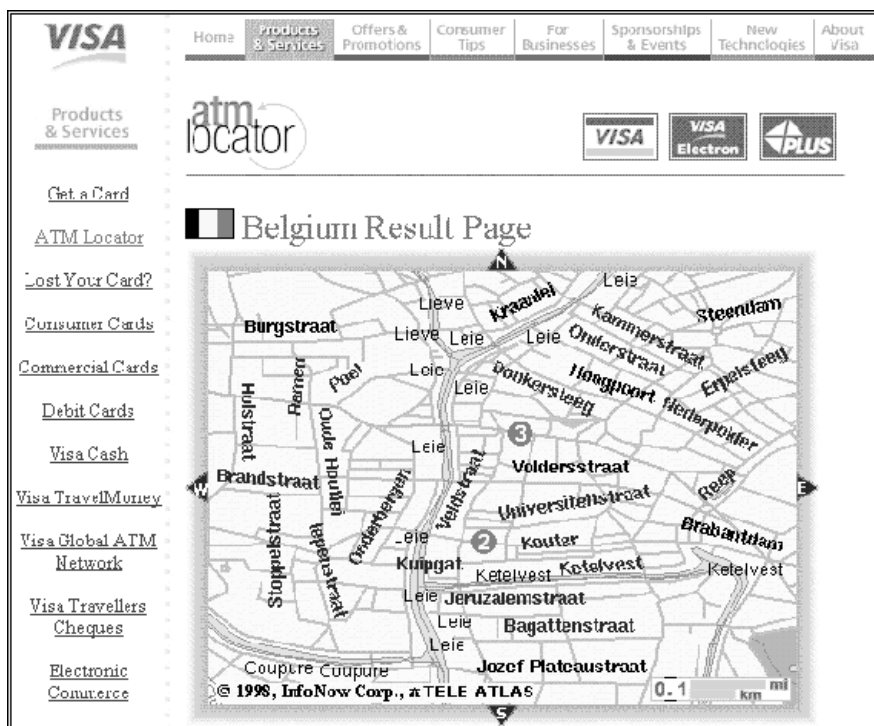 VISA
Home
Products & Services
Offers & Promotions
Consumer Tips
For Businesses
Sponsorships & Events
New Technologies
About Visa
Products
& Services
atm
locator
VISA
VISA
Electron
PLUS
Get a Card
ATM Locator
Lost Your Card?
Consumer Cards
Commercial Cards
Debit Cards
Visa Cash
Visa TravelMoney
Visa Global ATM
Network
Visa Travellers
Cheques
Electronic
Commerce
Belgium Result Page
N
Leie
Lieve
Kraanlei
Steendam
Burgstraat
Lieve
Leie
Leie
Kammerstraat
Onderstraat
Ramen
Poel
Leie
Leie
Donkersteeg
Hoogpoort
Nederpolder
Erpelsteeg
Hulstraat
Oude Houtlei
Leie
3
Voldersstraat
W
Brandstraat
Onderbergen
Veldstraat
Universiteitstraat
Reep
E
Stoppelstraat
Iepenstraat
Leie
2
Kouter
Brabantdam
Kuipgat
Ketelvest
Ketelvest
Ketelvest
Leie
Jeruzalemstraat
Leie
Bagattenstraat
Leie
Coupure
Coupure
Jozef Plateaustraat
© 1998, InfoNow Corp., TELE ATLAS
0.1
mi
km
S